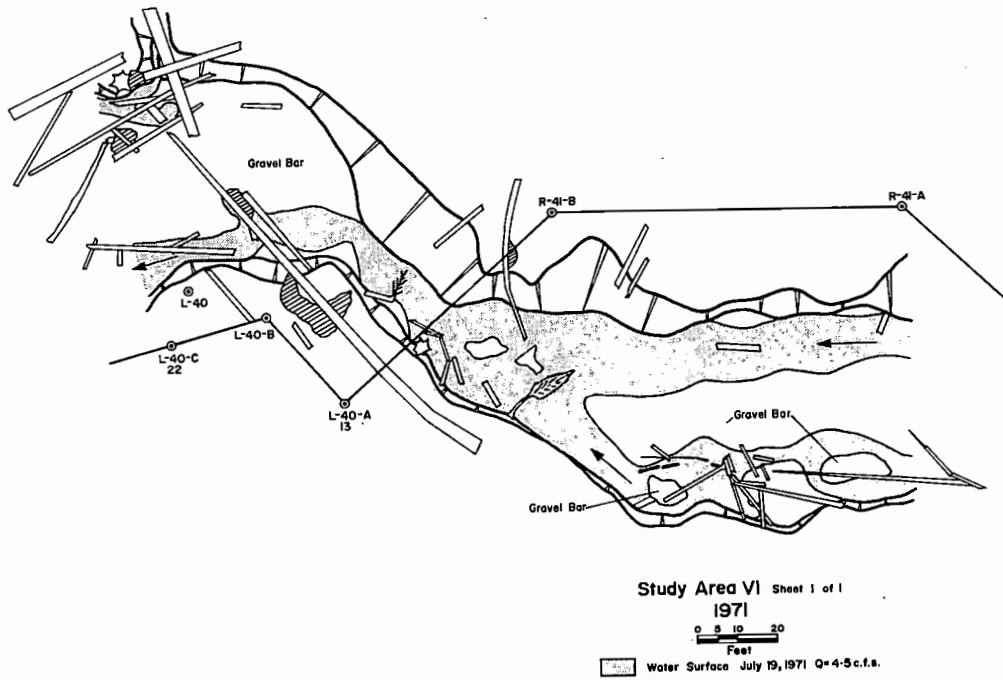 Gravel Bar
R-41-B
R-41-A
L-40
L-40-B
L-40-C
22
L-40-A
13
Gravel Bar
Gravel Bar
Study Area VI Sheet 1 of 1
1971
0 5 10 20
Feet
Water Surface July 19, 1971 Q=4.5 c.f.s.